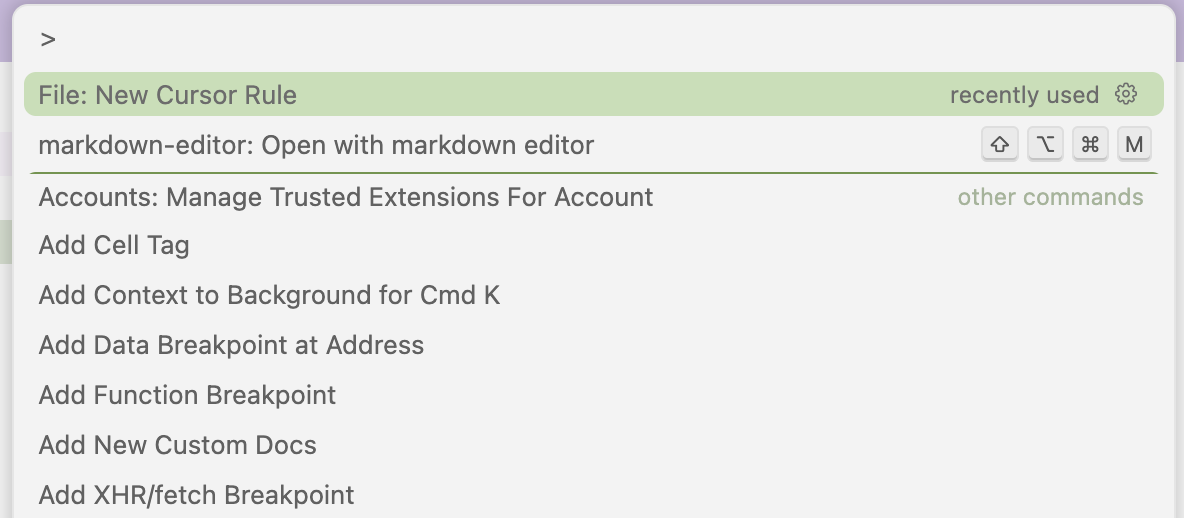 >
File: New Cursor Rule recently used
markdown-editor: Open with markdown editor ⇧ ⌥ ⌘ M
Accounts: Manage Trusted Extensions For Account other commands
Add Cell Tag
Add Context to Background for Cmd K
Add Data Breakpoint at Address
Add Function Breakpoint
Add New Custom Docs
Add XHR/fetch Breakpoint